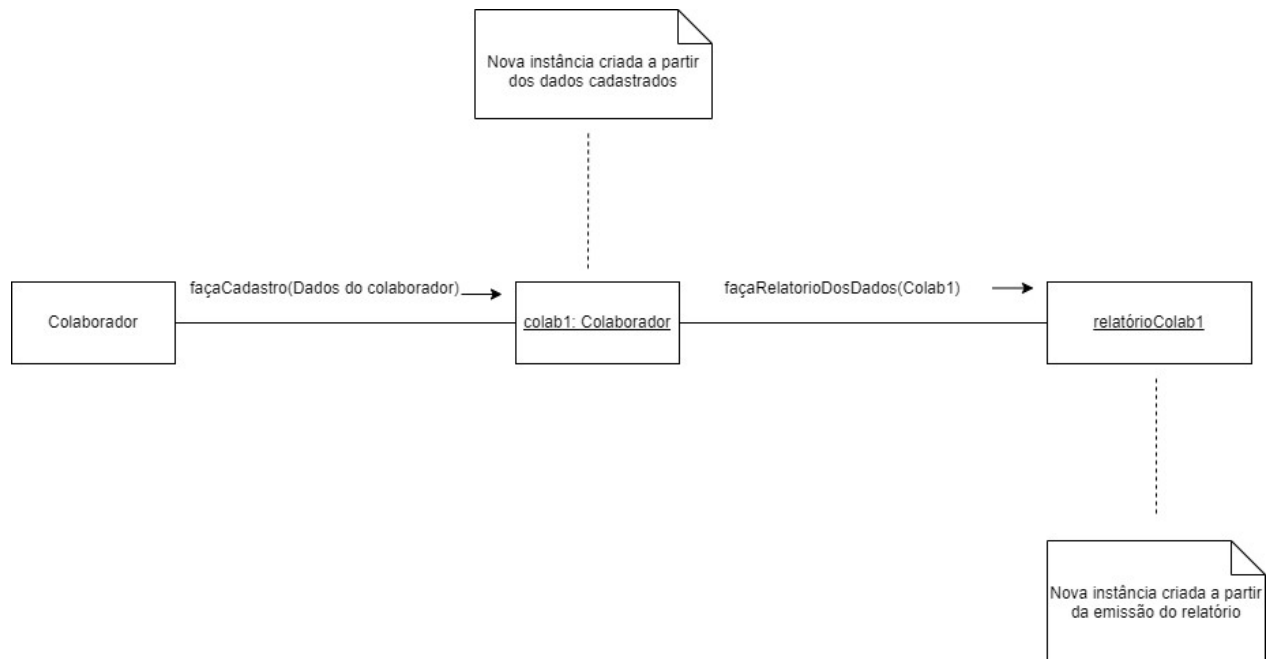 Nova instância criada a partir
dos dados cadastrados
façaCadastro(Dados do colaborador)
façaRelatorioDosDados(Colab1)
Colaborador
colab1: Colaborador
relatórioColab1
Nova instância criada a partir
da emissão do relatório